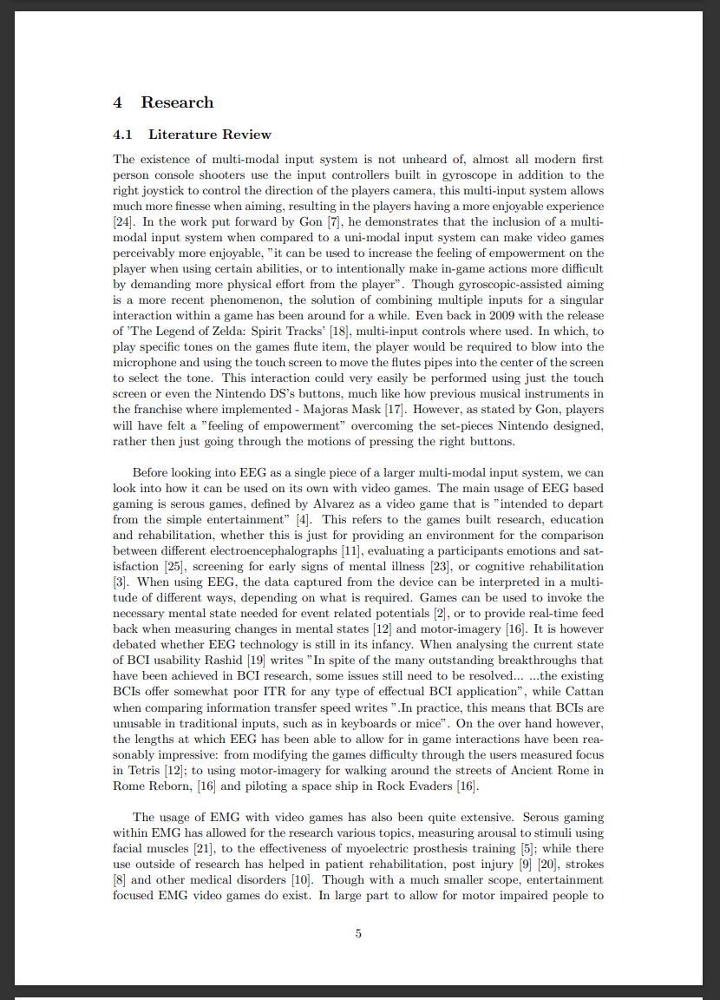 4 Research
4.1 Literature Review
The existence of multi-modal input system is not unheard of, almost all modern first
person console shooters use the input controllers built in gyroscope in addition to the
right joystick to control the direction of the players camera, this multi-input system allows
much more finesse when aiming, resulting in the players having a more enjoyable experience
[24]. In the work put forward by Gon [7], he demonstrates that the inclusion of a multi-
modal input system when compared to a uni-modal input system can make video games
perceivably more enjoyable, ”it can be used to increase the feeling of empowerment on the
player when using certain abilities, or to intentionally make in-game actions more difficult
by demanding more physical effort from the player”. Though gyroscopic-assisted aiming
is a more recent phenomenon, the solution of combining multiple inputs for a singular
interaction within a game has been around for a while. Even back in 2009 with the release
of ’The Legend of Zelda: Spirit Tracks’ [18], multi-input controls where used. In which, to
play specific tones on the games flute item, the player would be required to blow into the
microphone and using the touch screen to move the flutes pipes into the center of the screen
to select the tone. This interaction could very easily be performed using just the touch
screen or even the Nintendo DS’s buttons, much like how previous musical instruments in
the franchise where implemented - Majoras Mask [17]. However, as stated by Gon, players
will have felt a ”feeling of empowerment” overcoming the set-pieces Nintendo designed,
rather then just going through the motions of pressing the right buttons.
Before looking into EEG as a single piece of a larger multi-modal input system, we can
look into how it can be used on its own with video games. The main usage of EEG based
gaming is serous games, defined by Alvarez as a video game that is ”intended to depart
from the simple entertainment” [4]. This refers to the games built research, education
and rehabilitation, whether this is just for providing an environment for the comparison
between different electroencephalographs [11], evaluating a participants emotions and sat-
isfaction [25], screening for early signs of mental illness [23], or cognitive rehabilitation
[3]. When using EEG, the data captured from the device can be interpreted in a multi-
tude of different ways, depending on what is required. Games can be used to invoke the
necessary mental state needed for event related potentials [2], or to provide real-time feed
back when measuring changes in mental states [12] and motor-imagery [16]. It is however
debated whether EEG technology is still in its infancy. When analysing the current state
of BCI usability Rashid [19] writes ”In spite of the many outstanding breakthroughs that
have been achieved in BCI research, some issues still need to be resolved... ...the existing
BCIs offer somewhat poor ITR for any type of effectual BCI application”, while Cattan
when comparing information transfer speed writes ”.In practice, this means that BCIs are
unusable in traditional inputs, such as in keyboards or mice”. On the over hand however,
the lengths at which EEG has been able to allow for in game interactions have been rea-
sonably impressive: from modifying the games difficulty through the users measured focus
in Tetris [12]; to using motor-imagery for walking around the streets of Ancient Rome in
Rome Reborn, [16] and piloting a space ship in Rock Evaders [16].
The usage of EMG with video games has also been quite extensive. Serous gaming
within EMG has allowed for the research various topics, measuring arousal to stimuli using
facial muscles [21], to the effectiveness of myoelectric prosthesis training [5]; while there
use outside of research has helped in patient rehabilitation, post injury [9] [20], strokes
[8] and other medical disorders [10]. Though with a much smaller scope, entertainment
focused EMG video games do exist. In large part to allow for motor impaired people to
5